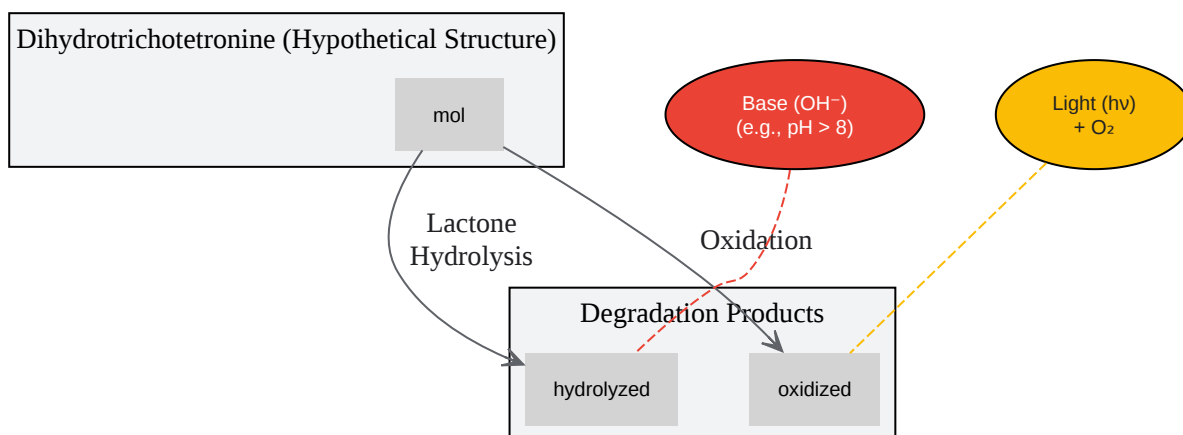 Dihydrotrichotetronine (Hypothetical Structure)
mol
Base (OH⁻)
(e.g., pH > 8)
Light (hν)
+ O₂
Lactone
Hydrolysis
Oxidation
Degradation Products
hydrolyzed
oxidized